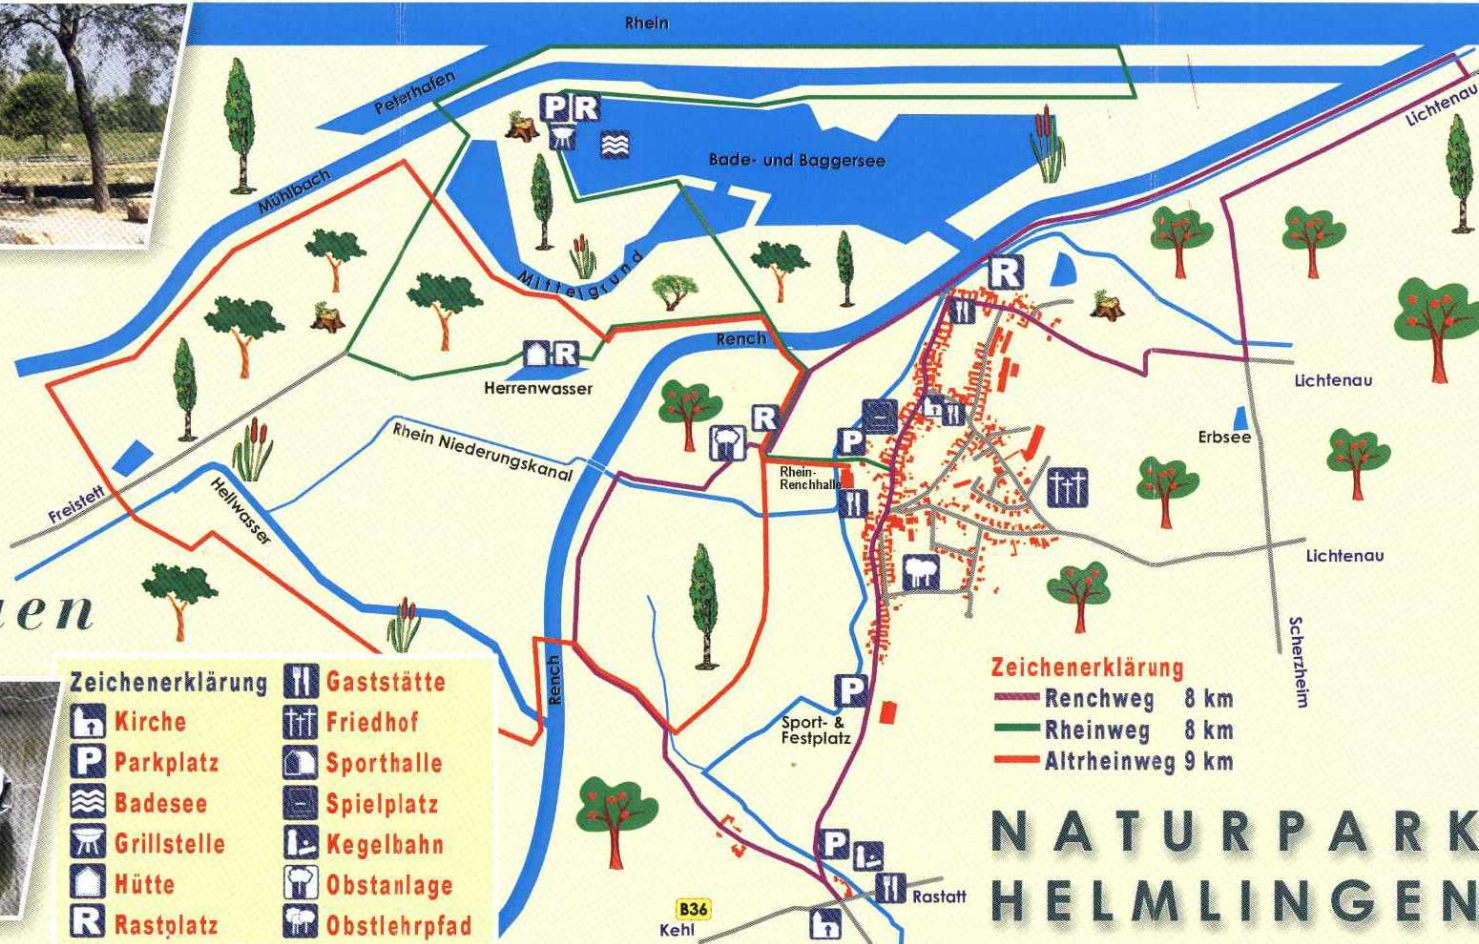 Rhein
Peterhafen
Lichtenau
P R
Bade- und Baggersee
Mühlbach
Mittelgrund
R
Rench
R
Herrenwasser
Lichtenau
Erbsee
R
P
Rhein Niederungskanal
Rhein-
Renchhalle
Freistett
Hellwasser
Lichtenau
Scherzheim
uen
Rench
P
Sport- &
Festplatz
Zeichenerklärung
Kirche
P Parkplatz
Badesee
Grillstelle
Hütte
R Rastplatz
Gaststätte
Friedhof
Sporthalle
Spielplatz
Kegelbahn
Obstanlage
Obstlehrpfad
Zeichenerklärung
Renchweg 8 km
Rheinweg 8 km
Altrheinweg 9 km
P
Rastatt
B36
Kehl
NATURPARK
HELMLINGEN